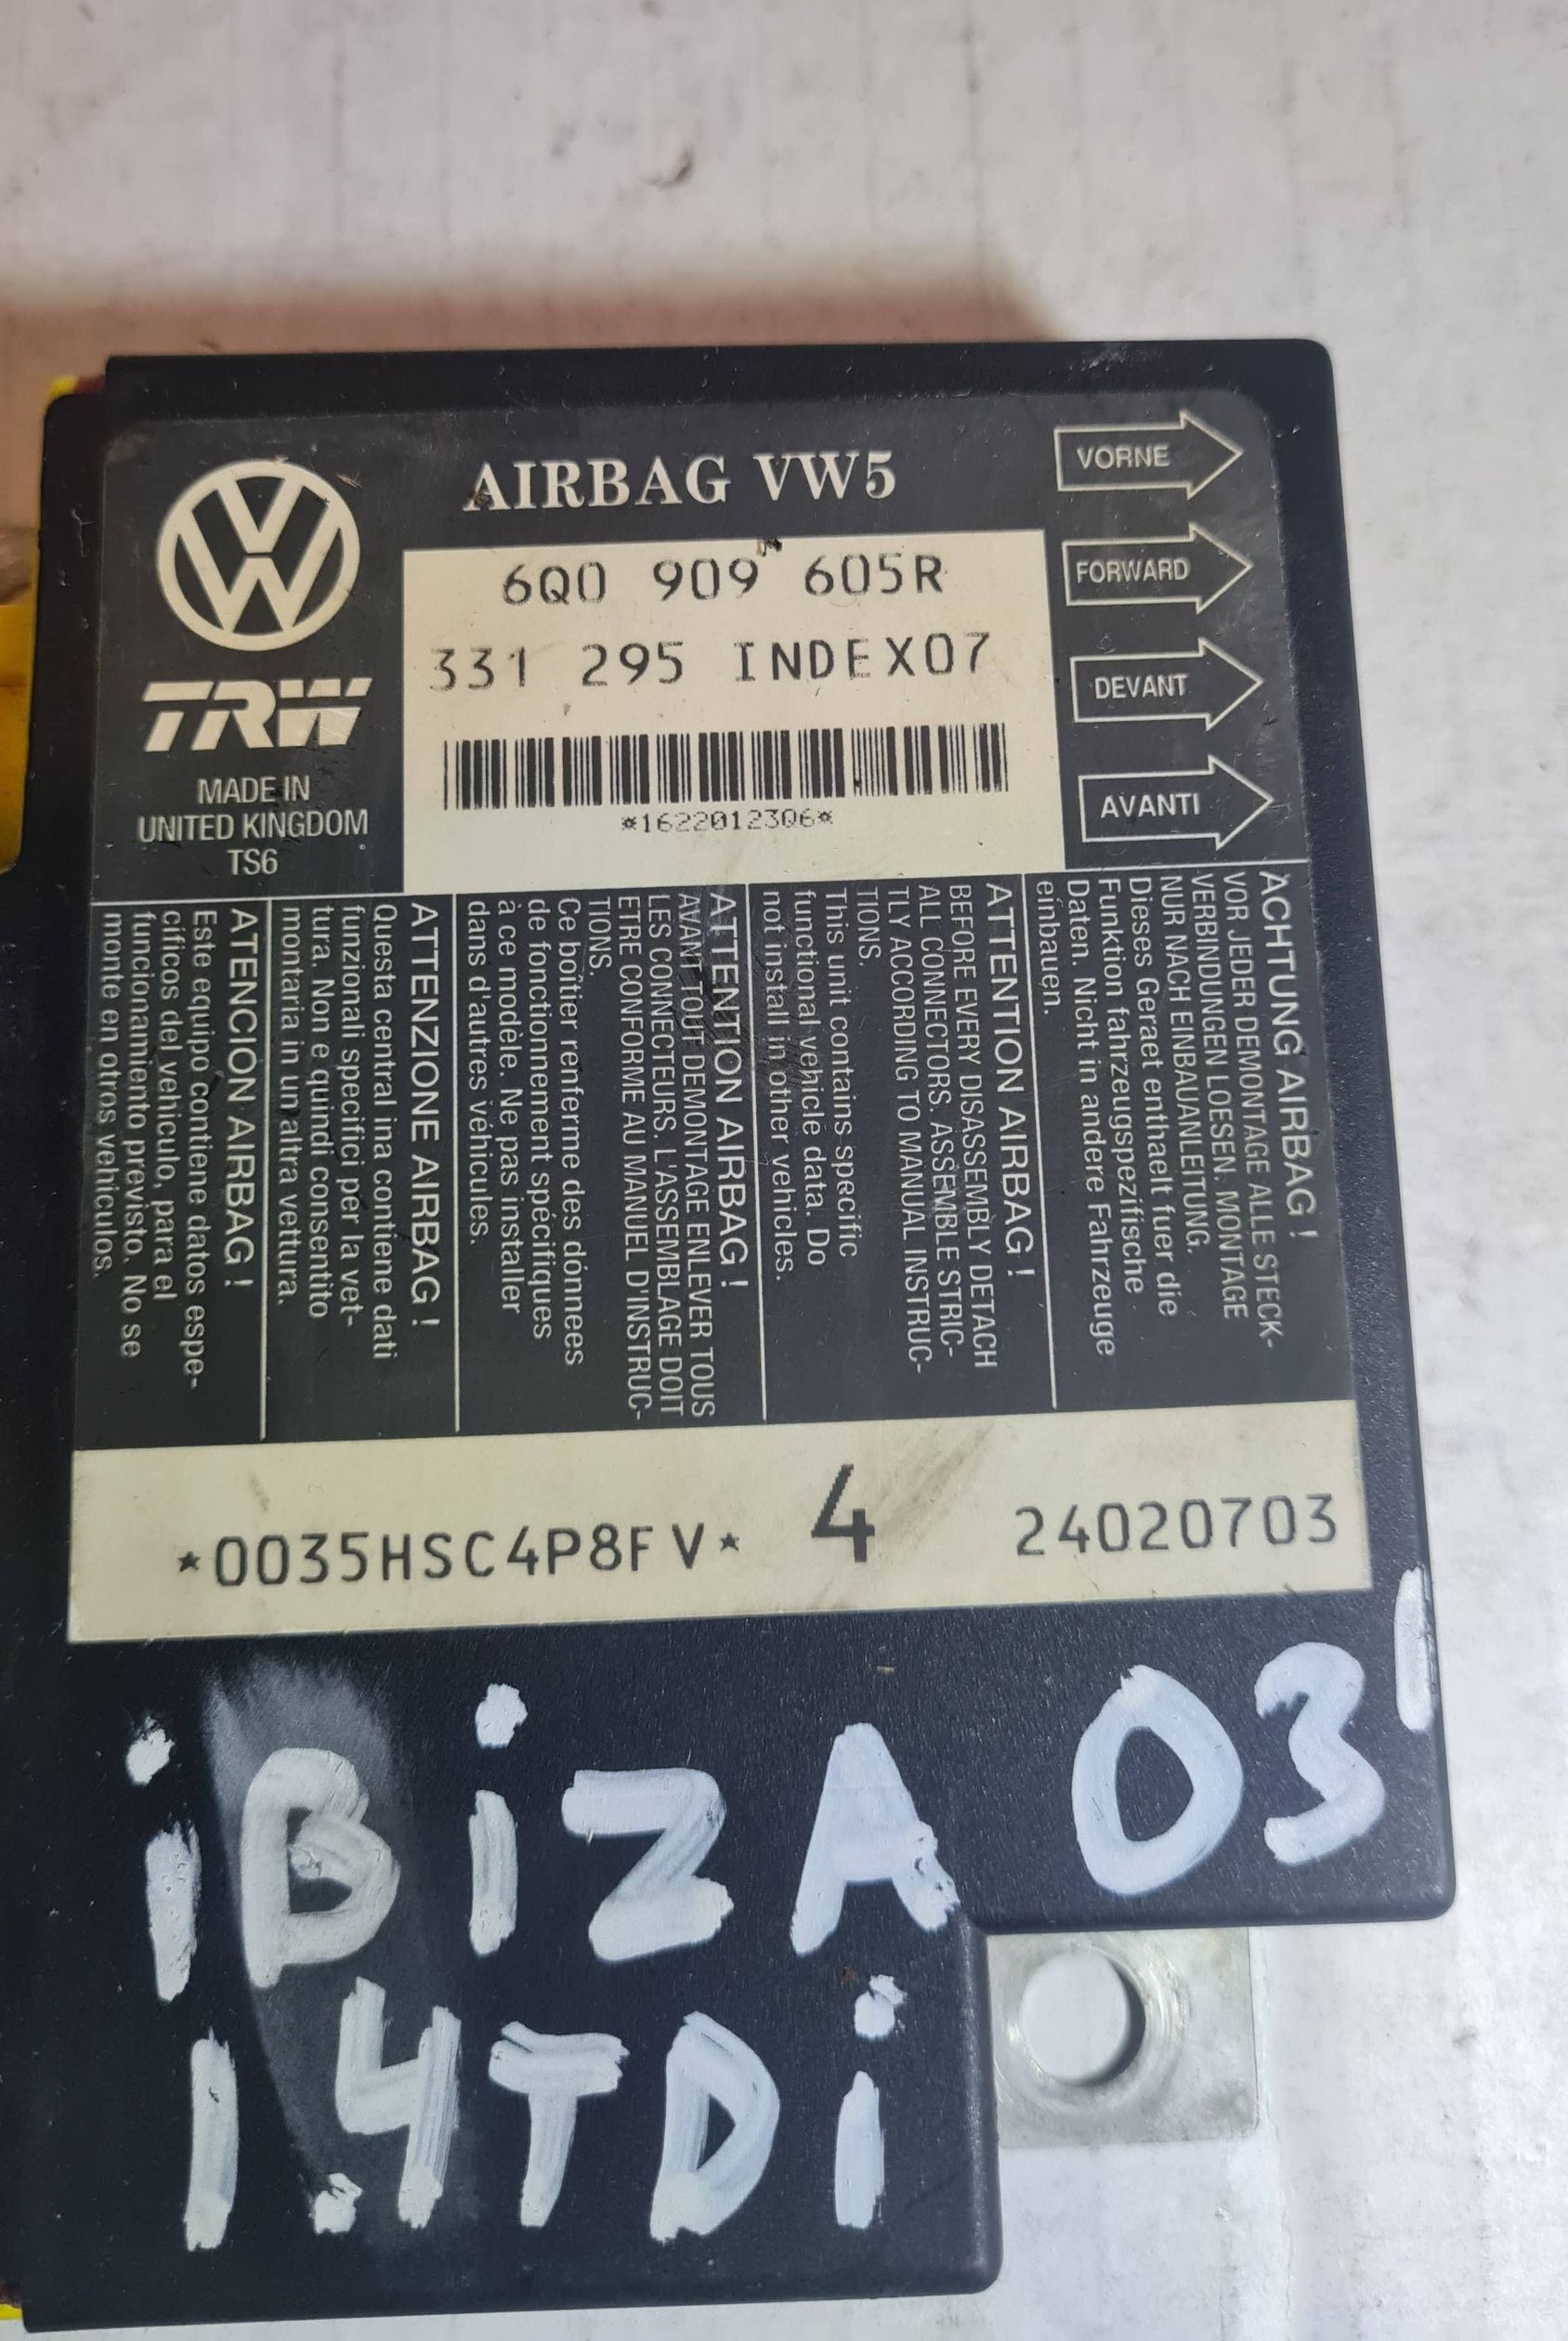 AIRBAG VW5
VORNE
FORWARD
DEVANT
AVANTI
6Q0 909 605R
331 295 INDEX07
*1622012306*
TRW
MADE IN
UNITED KINGDOM
TS6
ACHTUNG AIRBAG !
VOR JEDER DEMONTAGE ALLE STECK-
VERBINDUNGEN LOESEN. MONTAGE
NUR NACH EINBAUANLEITUNG.
Dieses Geraet enthaelt fuer die
Funktion fahrzeugspezifische
Daten. Nicht in andere Fahrzeuge
einbauen.
ATTENTION AIRBAG !
BEFORE EVERY DISASSEMBLY DETACH
ALL CONNECTORS. ASSEMBLE STRIC-
TLY ACCORDING TO MANUAL INSTRUC-
TIONS.
This unit contains specific
functional vehicle data. Do
not install in other vehicles.
ATTENTION AIRBAG !
AVANT TOUT DEMONTAGE ENLEVER TOUS
LES CONNECTEURS. L'ASSEMBLAGE DOIT
ETRE CONFORME AU MANUEL D'INSTRUC-
TIONS.
Ce boîtier renferme des dónnees
de fonctionnement spécifiques
à ce modèle. Ne pas installer
dans d'autres véhicules.
ATTENZIONE AIRBAG !
Questa central ina contiene dati
funzionali specifici per la vet-
tura. Non e quindi consentito
montaria in un altra vettura.
ATENCION AIRBAG !
Este equipo contiene datos espe-
cíficos del vehículo, para el
funcionamiento previsto. No se
monte en otros vehículos.
*0035HSC4P8FV* 4 24020703
iBiZA 03
1.4TDi